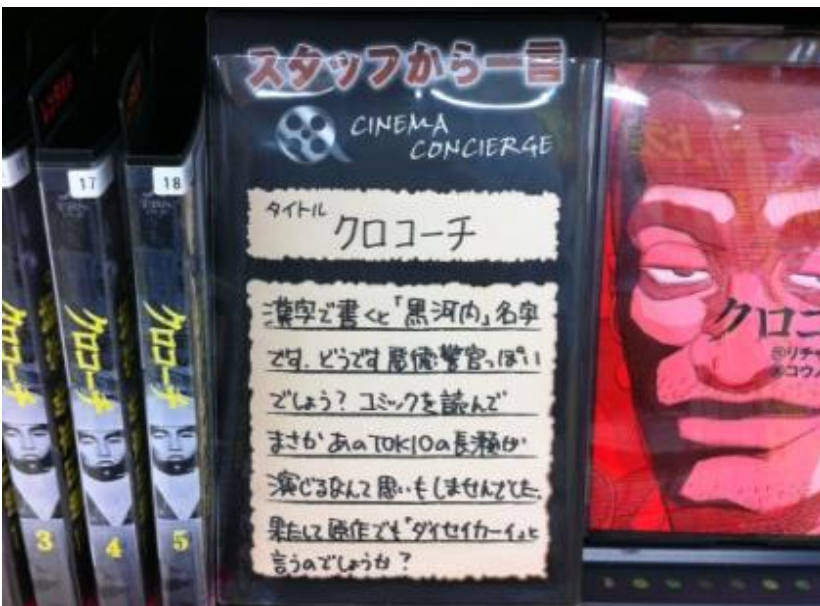 スタッフから一言
CINEMA
CONCIERGE
タイトル
クロコーチ
漢字で書くと「黒河内」名字
です。どうです悪徳警官っぽい
でしょう？コミックを読んで
まさかあのTOKIOの長瀬が
演じるなんて思いもしませんでした。
果たして原作でも「ダイセイカーイ」と
言うのでしょうか？
17
クロコーチ
4
18
クロコーチ
5
クロコーチ
3
クロコ
リチャ
コウノ